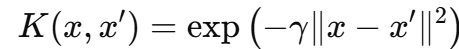 K(x, x′) = exp (−γ‖x − x′‖²)